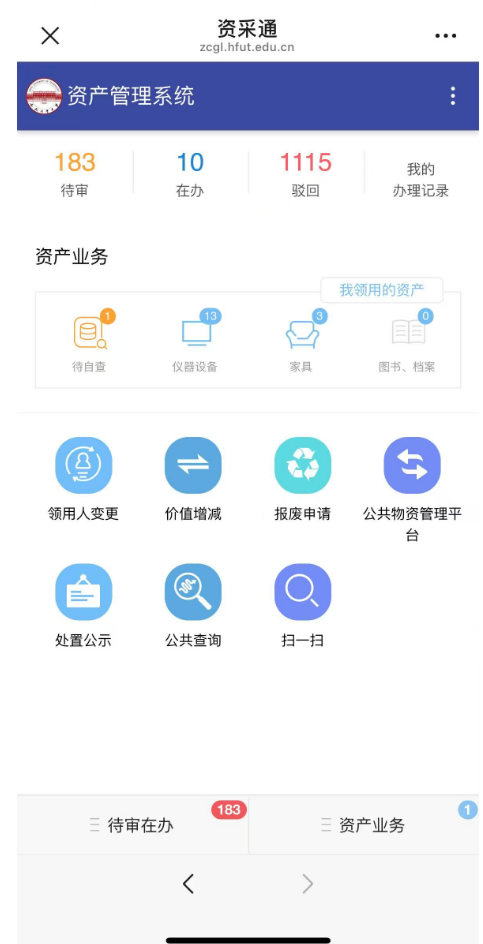 资采通
zcgl.hfut.edu.cn
资产管理系统
183 10 1115 我的
待审 在办 驳回 办理记录
资产业务
我领用的资产
1 13 3 0
待自查 仪器设备 家具 图书、档案
领用人变更 价值增减 报废申请 公共物资管理平
台
处置公示 公共查询 扫一扫
183 1
待审在办 资产业务